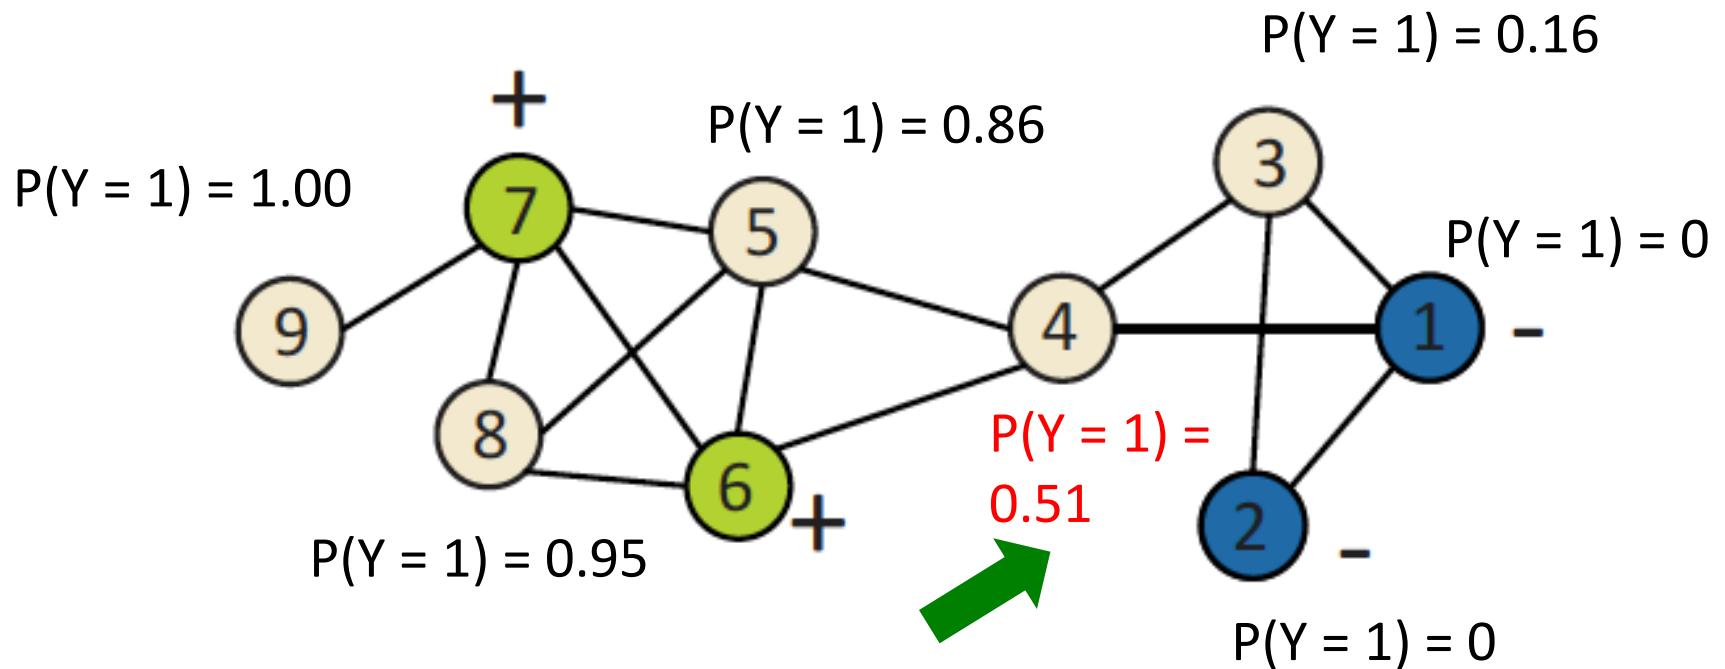 P(Y = 1) = 0.16
+
P(Y = 1) = 0.86
P(Y = 1) = 1.00
7
5
3
P(Y = 1) = 0
9
4
1
-
8
6
+
P(Y = 1) =
0.51
2
-
P(Y = 1) = 0.95
P(Y = 1) = 0